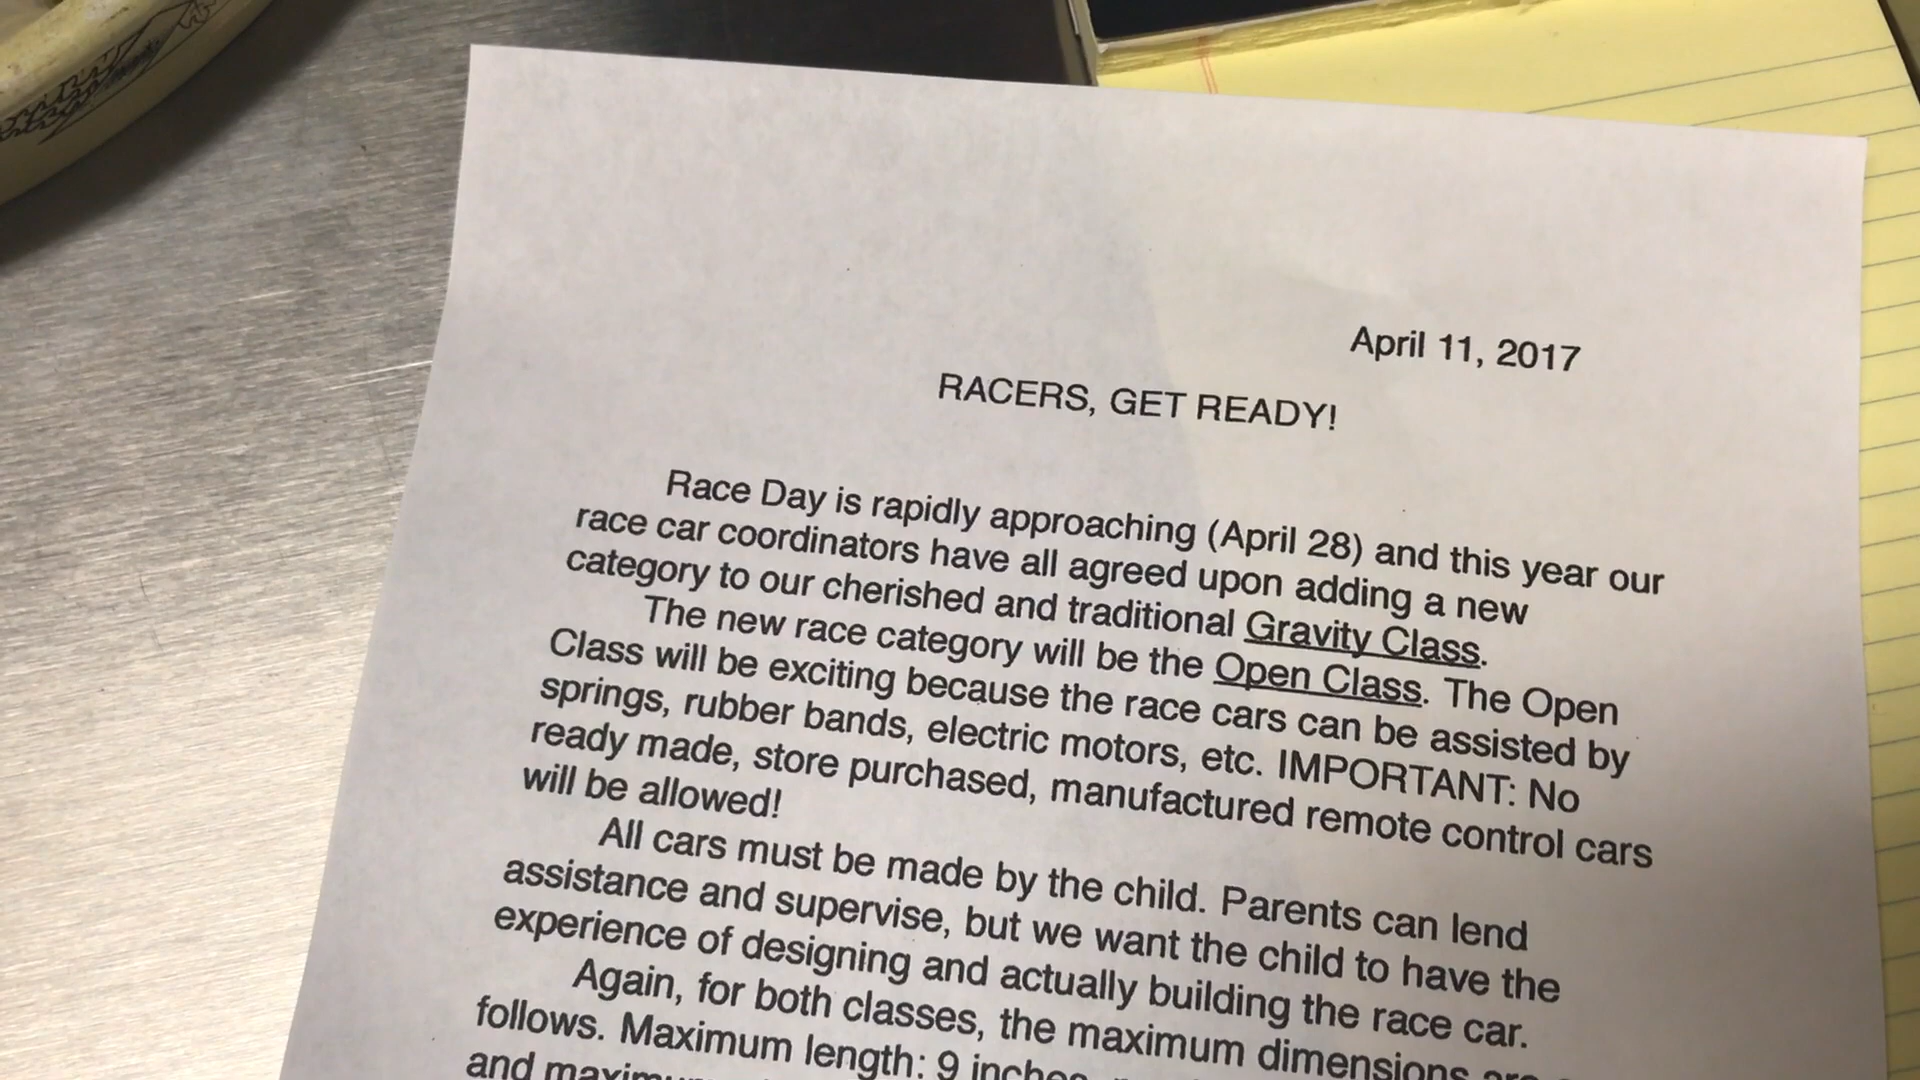 April 11, 2017
RACERS, GET READY!
Race Day is rapidly approaching (April 28) and this year our
race car coordinators have all agreed upon adding a new
category to our cherished and traditional Gravity Class.
The new race category will be the Open Class. The Open
Class will be exciting because the race cars can be assisted by
springs, rubber bands, electric motors, etc. IMPORTANT: No
ready made, store purchased, manufactured remote control cars
will be allowed!
All cars must be made by the child. Parents can lend
assistance and supervise, but we want the child to have the
experience of designing and actually building the race car.
Again, for both classes, the maximum dimensions are
follows. Maximum length: 9 inches
and